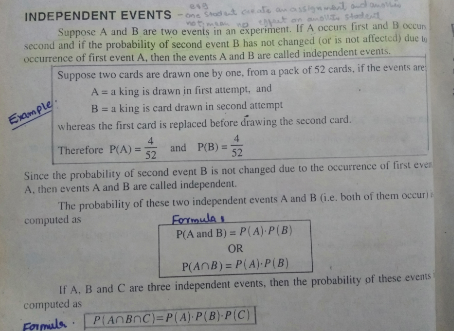 INDEPENDENT EVENTS -
Suppose A and B are two events in an experiment. If A occurs first and B occurs
second and if the probability of second event B has not changed (or is not affected) due to
occurrence of first event A, then the events A and B are called independent events.
Suppose two cards are drawn one by one, from a pack of 52 cards, if the events are
A = a king is drawn in first attempt, and
Example
B = a king is card drawn in second attempt
whereas the first card is replaced before drawing the second card.
Therefore P(A) = 4/52 and P(B) = 4/52
Since the probability of second event B is not changed due to the occurrence of first even
A, then events A and B are called independent.
The probability of these two independent events A and B (i.e. both of them occur)
computed as Formula:
P(A and B) = P(A)·P(B)
OR
P(A∩B) = P(A)·P(B)
If A, B and C are three independent events, then the probability of these events
computed as
Formula. P(A∩B∩C)=P(A)·P(B)·P(C)